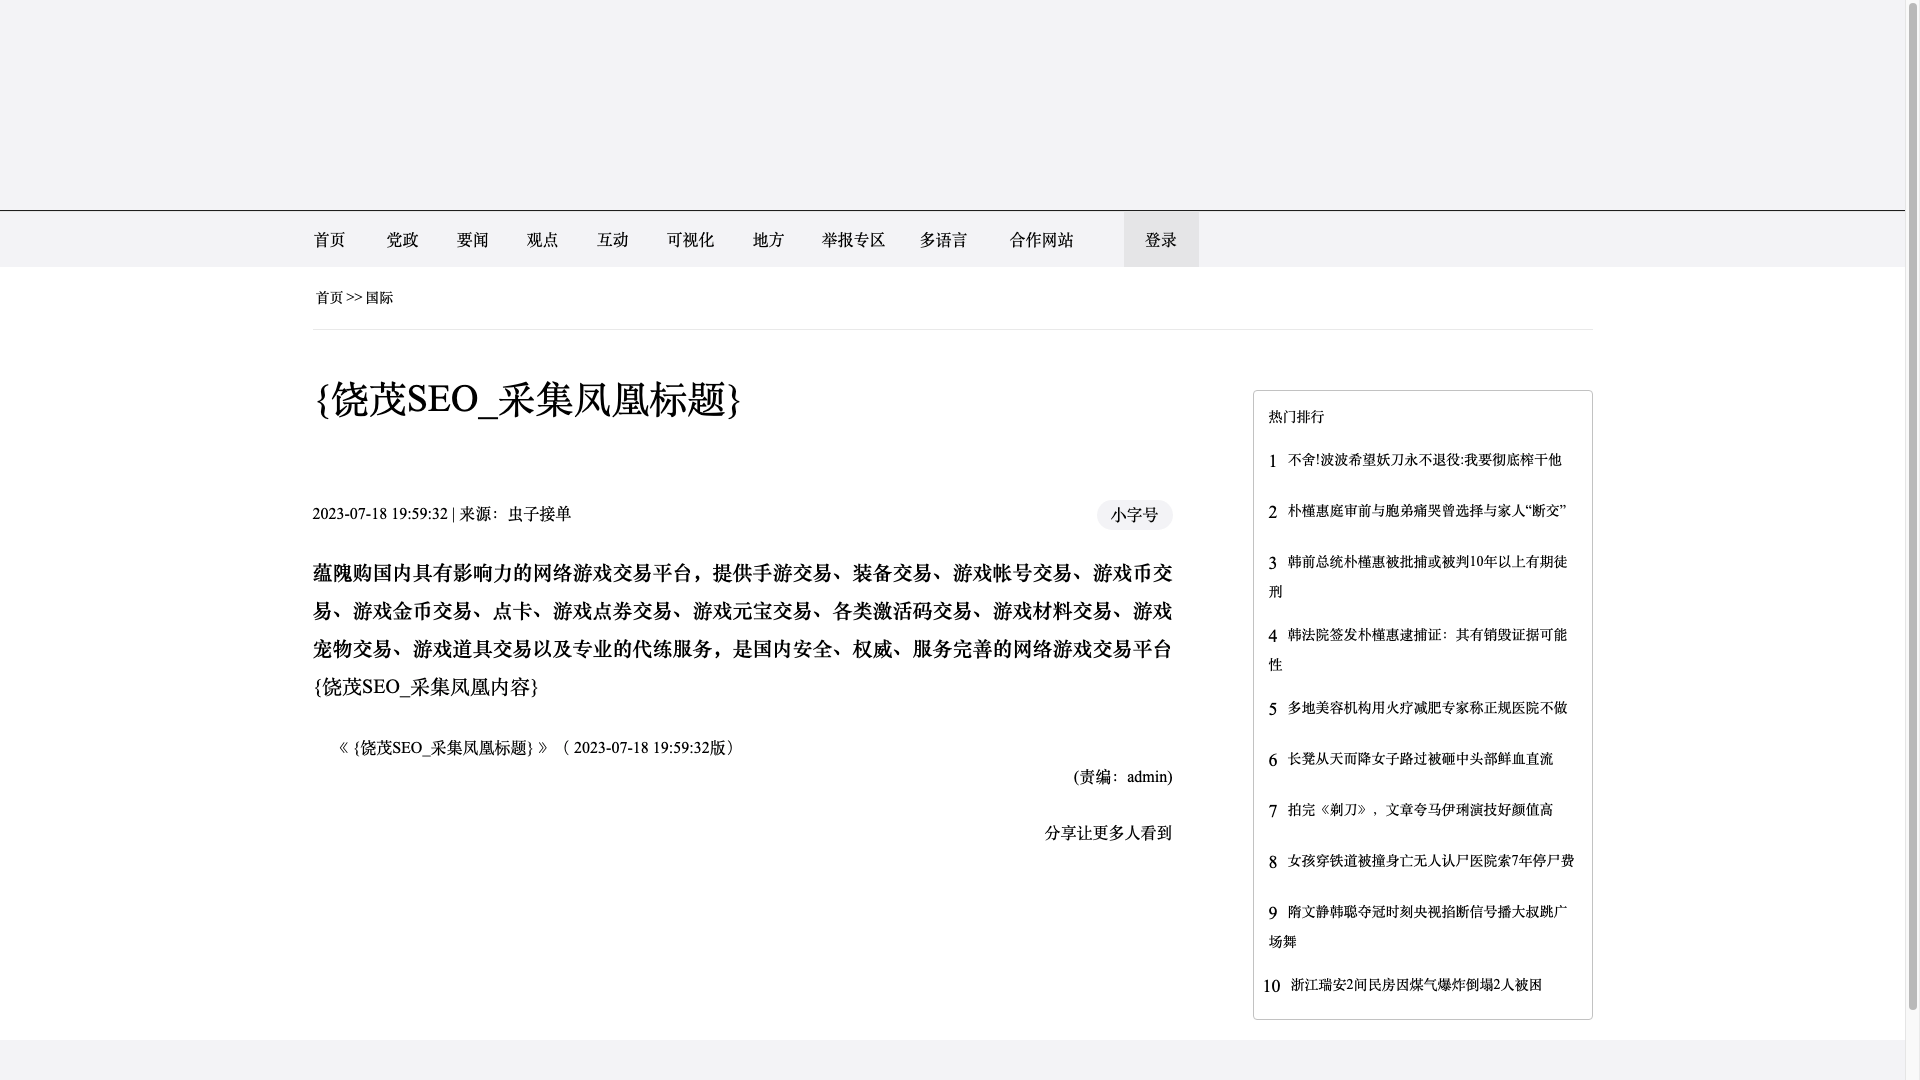 首页 党政 要闻 观点 互动 可视化 地方 举报专区 多语言 合作网站 登录
首页 >> 国际
{饶茂SEO_采集凤凰标题}
2023-07-18 19:59:32 | 来源：虫子接单
小字号
蕴隗购国内具有影响力的网络游戏交易平台，提供手游交易、装备交易、游戏帐号交易、游戏币交
易、游戏金币交易、点卡、游戏点券交易、游戏元宝交易、各类激活码交易、游戏材料交易、游戏
宠物交易、游戏道具交易以及专业的代练服务，是国内安全、权威、服务完善的网络游戏交易平台
{饶茂SEO_采集凤凰内容}
《 {饶茂SEO_采集凤凰标题} 》（ 2023-07-18 19:59:32版）
(责编：admin)
分享让更多人看到
热门排行
1 不舍!波波希望妖刀永不退役:我要彻底榨干他
2 朴槿惠庭审前与胞弟痛哭曾选择与家人“断交”
3 韩前总统朴槿惠被批捕或被判10年以上有期徒
刑
4 韩法院签发朴槿惠逮捕证：其有销毁证据可能
性
5 多地美容机构用火疗减肥专家称正规医院不做
6 长凳从天而降女子路过被砸中头部鲜血直流
7 拍完《剃刀》，文章夸马伊琍演技好颜值高
8 女孩穿铁道被撞身亡无人认尸医院索7年停尸费
9 隋文静韩聪夺冠时刻央视掐断信号播大叔跳广
场舞
10 浙江瑞安2间民房因煤气爆炸倒塌2人被困